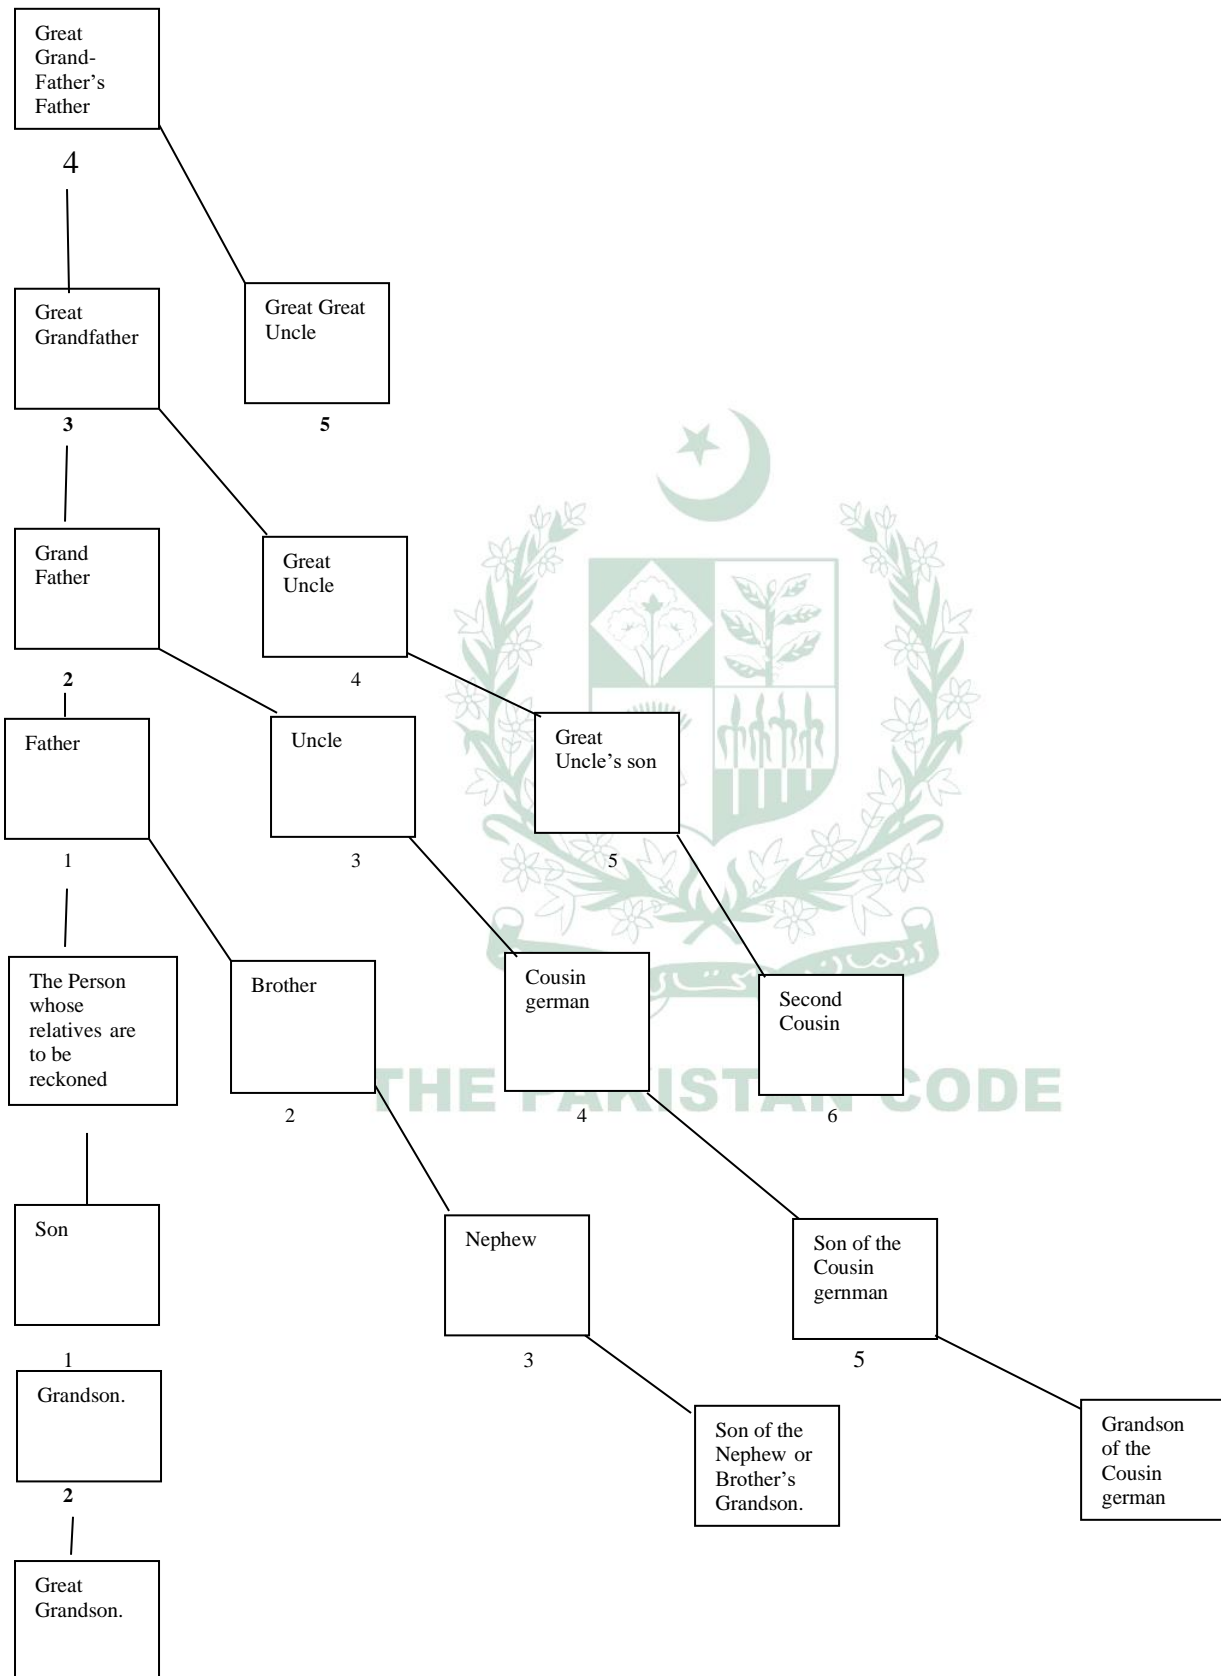 Great
Grand-
Father’s
Father
4
Great
Grandfather
Great Great
Uncle
3
5
Grand
Father
Great
Uncle
2
4
Father
Uncle
Great
Uncle’s son
1
3
5
The Person
whose
relatives are
to be
reckoned
Brother
Cousin
german
Second
Cousin
THE PAKISTAN CODE
2
4
6
Son
Nephew
Son of the
Cousin
gernman
1
3
5
Grandson.
Son of the
Nephew or
Brother’s
Grandson.
Grandson
of the
Cousin
german
2
Great
Grandson.